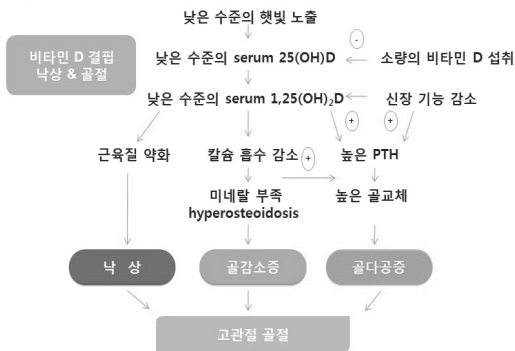 낮은 수준의 햇빛 노출
비타민 D 결핍
낙상 & 골절
-
낮은 수준의 serum 25(OH)D
소량의 비타민 D 섭취
낮은 수준의 serum 1,25(OH)₂D
신장 기능 감소
+
+
근육질 약화
칼슘 흡수 감소
+
높은 PTH
미네랄 부족
hyperosteoidosis
높은 골교체
낙 상
골감소증
골다공증
고관절 골절